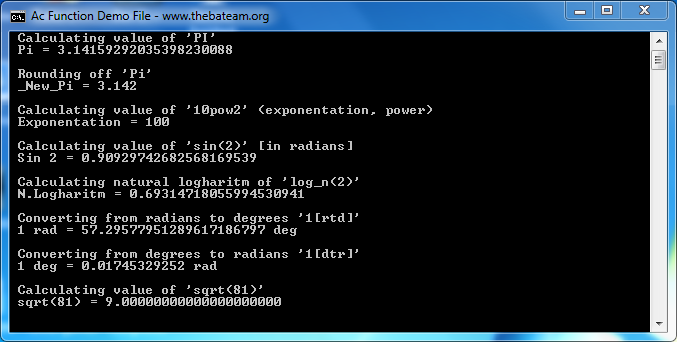 Ac Function Demo File - www.thebateam.org
Calculating value of 'PI'
Pi = 3.14159292035398230088
Rounding off 'Pi'
_New_Pi = 3.142
Calculating value of '10pow2' (exponentation, power)
Exponentation = 100
Calculating value of 'sin(2)' [in radians]
Sin 2 = 0.90929742682568169539
Calculating natural logharitm of 'log_n(2)'
N.Logharitm = 0.69314718055994530941
Converting from radians to degrees '1[rtd]'
1 rad = 57.29577951289617186797 deg
Converting from degrees to radians '1[dtr]'
1 deg = 0.01745329252 rad
Calculating value of 'sqrt(81)'
sqrt(81) = 9.00000000000000000000